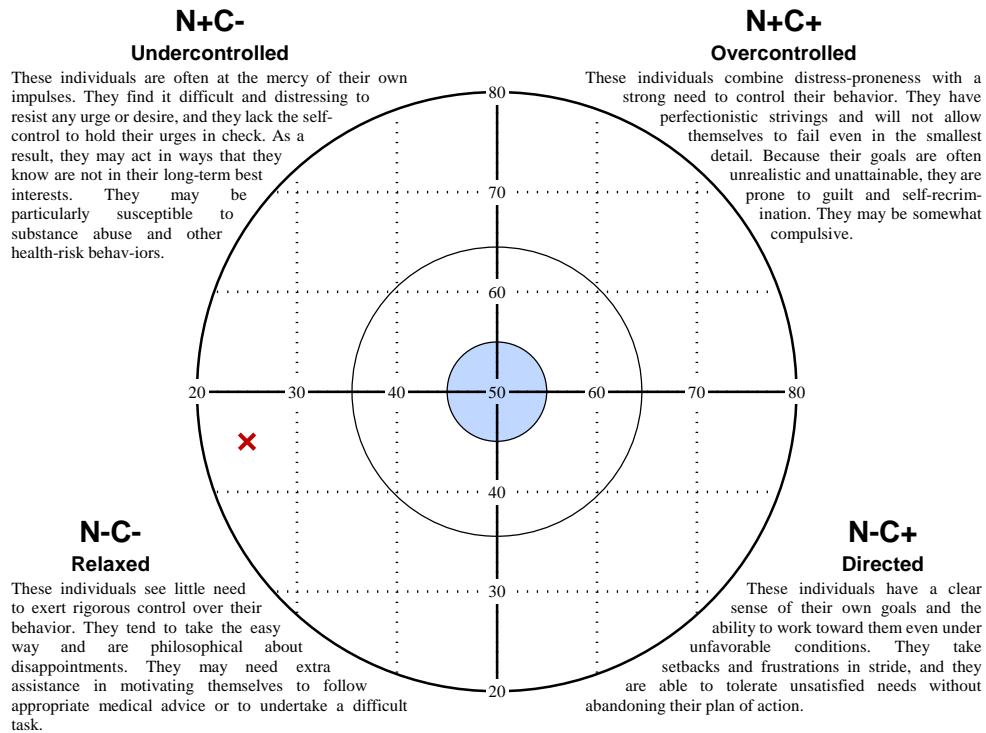 N+C-
Undercontrolled
These individuals are often at the mercy of their own
impulses. They find it difficult and distressing to
resist any urge or desire, and they lack the self-
control to hold their urges in check. As a
result, they may act in ways that they
know are not in their long-term best
interests. They may be
particularly susceptible to
substance abuse and other
health-risk behav-iors.
N+C+
Overcontrolled
These individuals combine distress-proneness with a
strong need to control their behavior. They have
perfectionistic strivings and will not allow
themselves to fail even in the smallest
detail. Because their goals are often
unrealistic and unattainable, they are
prone to guilt and self-recrim-
ination. They may be somewhat
compulsive.
80
70
60
20 30 40 50 60 70 80
40
30
20
N-C-
Relaxed
These individuals see little need
to exert rigorous control over their
behavior. They tend to take the easy
way and are philosophical about
disappointments. They may need extra
assistance in motivating themselves to follow
appropriate medical advice or to undertake a difficult
task.
N-C+
Directed
These individuals have a clear
sense of their own goals and the
ability to work toward them even under
unfavorable conditions. They take
setbacks and frustrations in stride, and they
are able to tolerate unsatisfied needs without
abandoning their plan of action.